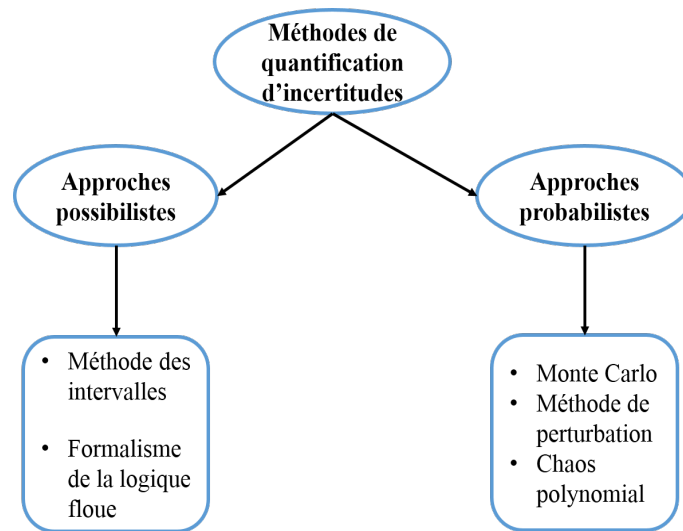 Méthodes de
quantification
d’incertitudes
Approches
possibilistes
Approches
probabilistes
• Méthode des
intervalles
• Formalisme
de la logique
floue
• Monte Carlo
• Méthode de
perturbation
• Chaos
polynomial